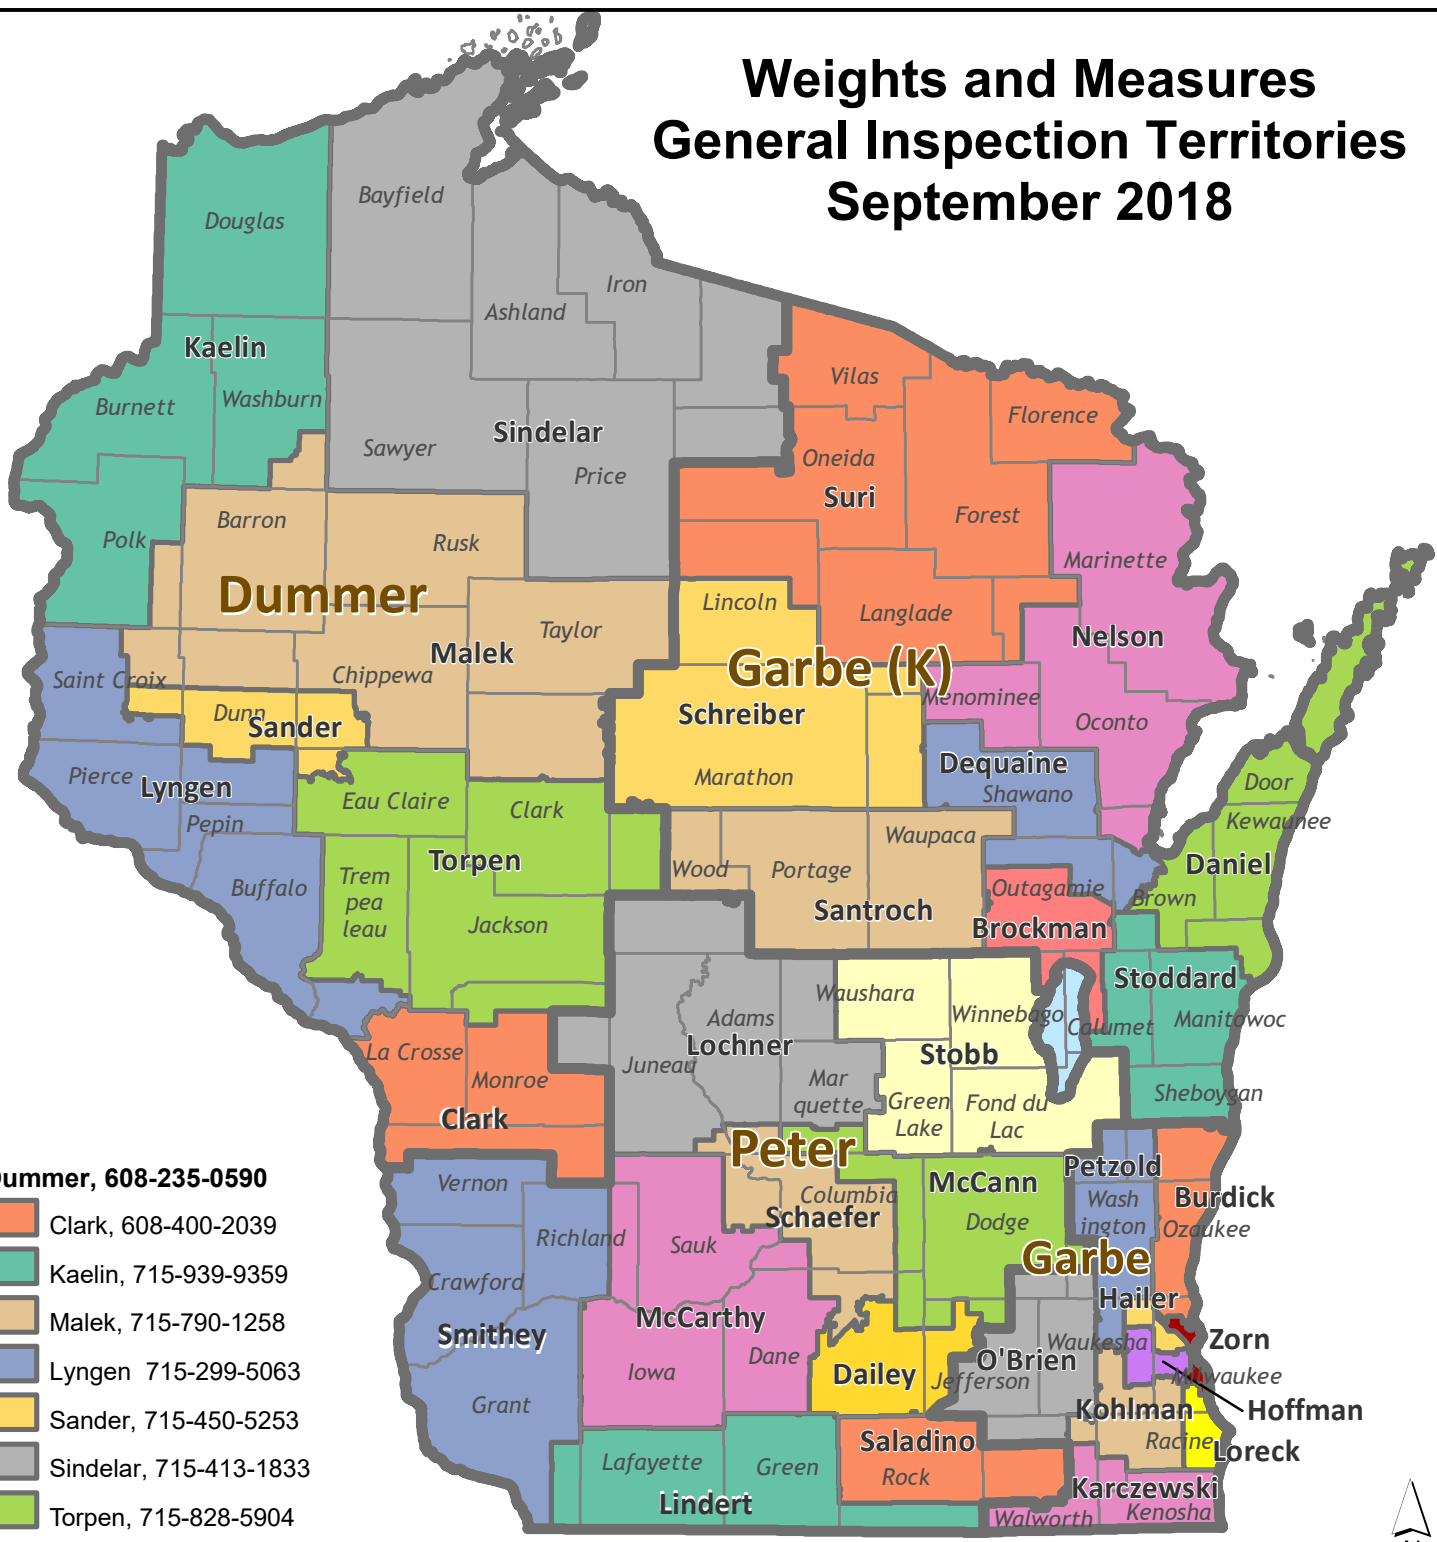 Weights and Measures
General Inspection Territories
September 2018
Bayfield
Douglas
Iron
Ashland
Kaelin
Vilas
Burnett
Washburn
Florence
Sindelar
Sawyer
Oneida
Price
Suri
Barron
Forest
Polk
Rusk
Marinette
Dummer
Lincoln
Langlade
Taylor
Nelson
Malek
Chippewa
Garbe (K)
Saint Croix
Menominee
Dunn
Schreiber
Oconto
Sander
Dequaine
Pierce
Marathon
Lyngen
Shawano
Door
Eau Claire
Clark
Pepin
Kewaunee
Waupaca
Torpen
Wood
Portage
Daniel
Trem
pea
leau
Buffalo
Outagamie
Brown
Santroch
Jackson
Brockman
Stoddard
Waushara
Winnebago
Adams
Calumet
Manitowoc
La Crosse
Lochner
Stobb
Juneau
Monroe
Mar
quette
Sheboygan
Green
Lake
Fond du
Lac
Clark
Peter
Petzold
Vernon
McCann
Columbia
Wash
ington
Burdick
Schaefer
Dodge
Ozaukee
Richland
Sauk
Garbe
Crawford
Hailer
McCarthy
Smithey
Waukesha
Zorn
Dane
O'Brien
Iowa
Dailey
Jefferson
Milwaukee
Grant
Kohlman
Hoffman
Saladino
Racine
Loreck
Lafayette
Green
Rock
Karczewski
Lindert
Walworth
Kenosha
Dummer, 608-235-0590
Clark, 608-400-2039
Kaelin, 715-939-9359
Malek, 715-790-1258
Lyngen 715-299-5063
Sander, 715-450-5253
Sindelar, 715-413-1833
Torpen, 715-828-5904